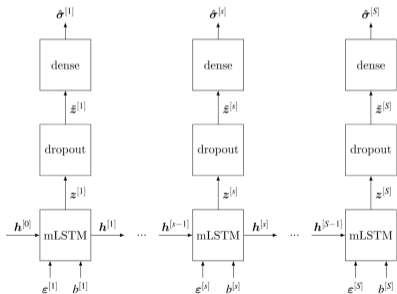 σ̂^[1] σ̂^[s] σ̂^[S]
dense dense dense
z̃^[1] z̃^[s] z̃^[S]
dropout dropout dropout
z^[1] z^[s] z^[S]
h^[0] mLSTM h^[1] ... h^[s−1] mLSTM h^[s] ... h^[S−1] mLSTM
ε^[1] b^[1] ε^[s] b^[s] ε^[S] b^[S]